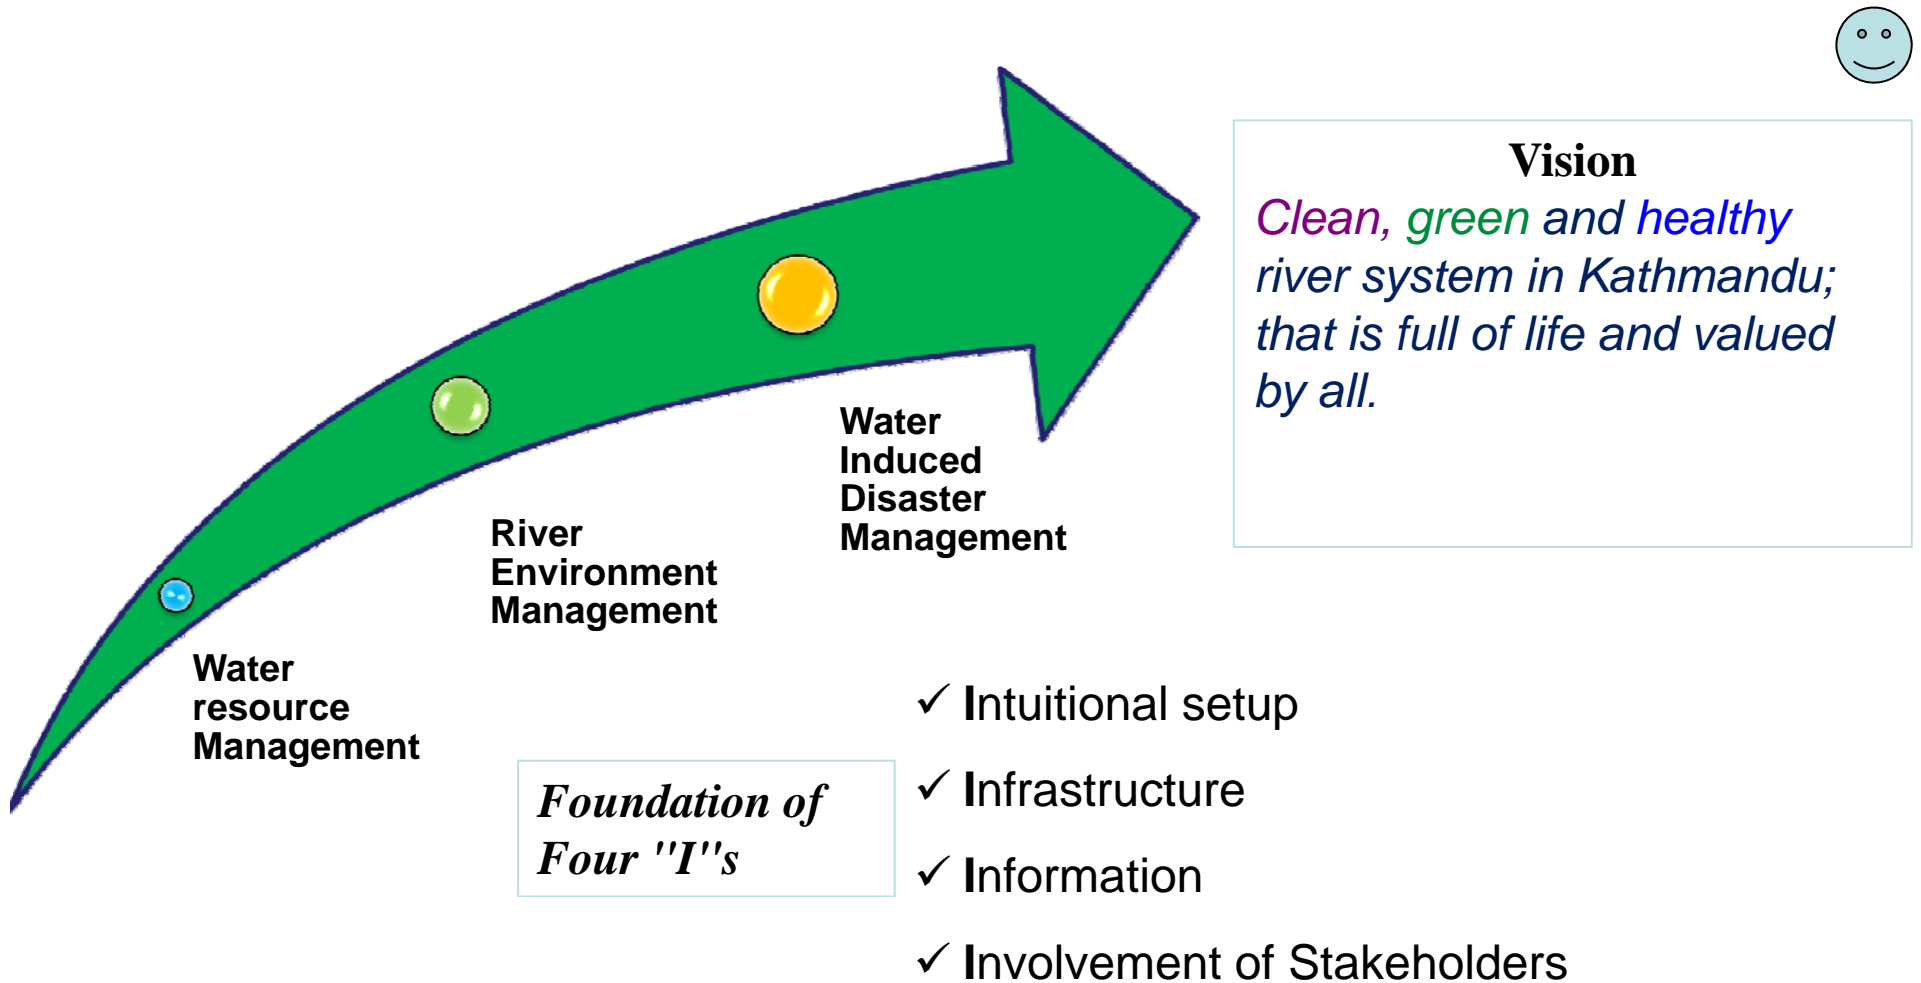 Vision
Clean, green and healthy
river system in Kathmandu;
that is full of life and valued
by all.
Water
Induced
Disaster
Management
River
Environment
Management
Water
resource
Management
Foundation of
Four "I"s
✓ Intuitional setup
✓ Infrastructure
✓ Information
✓ Involvement of Stakeholders